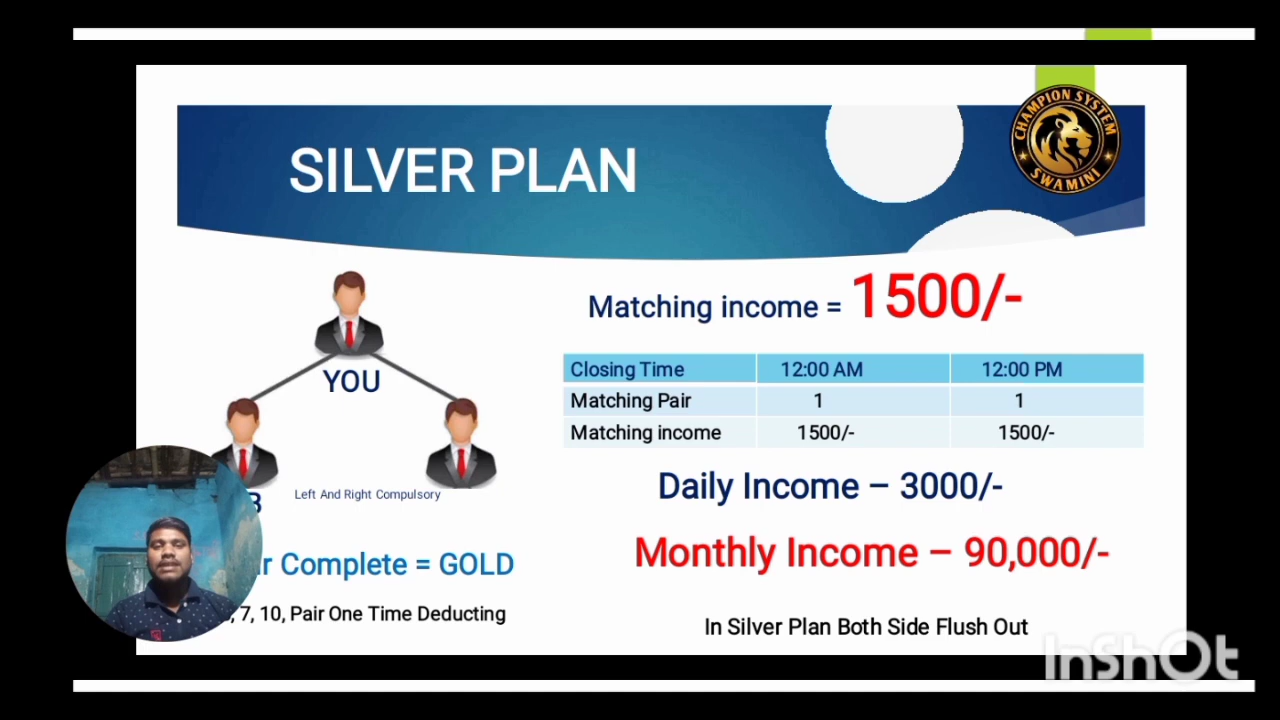 CHAMPION SYSTEM
SWAMINI
SILVER PLAN
Matching income = 1500/-
YOU
Closing Time 12:00 AM 12:00 PM
Matching Pair 1 1
Matching income 1500/- 1500/-
Left And Right Compulsory
Daily Income – 3000/-
Monthly Income – 90,000/-
Complete = GOLD
7, 10, Pair One Time Deducting
In Silver Plan Both Side Flush Out
InShOt